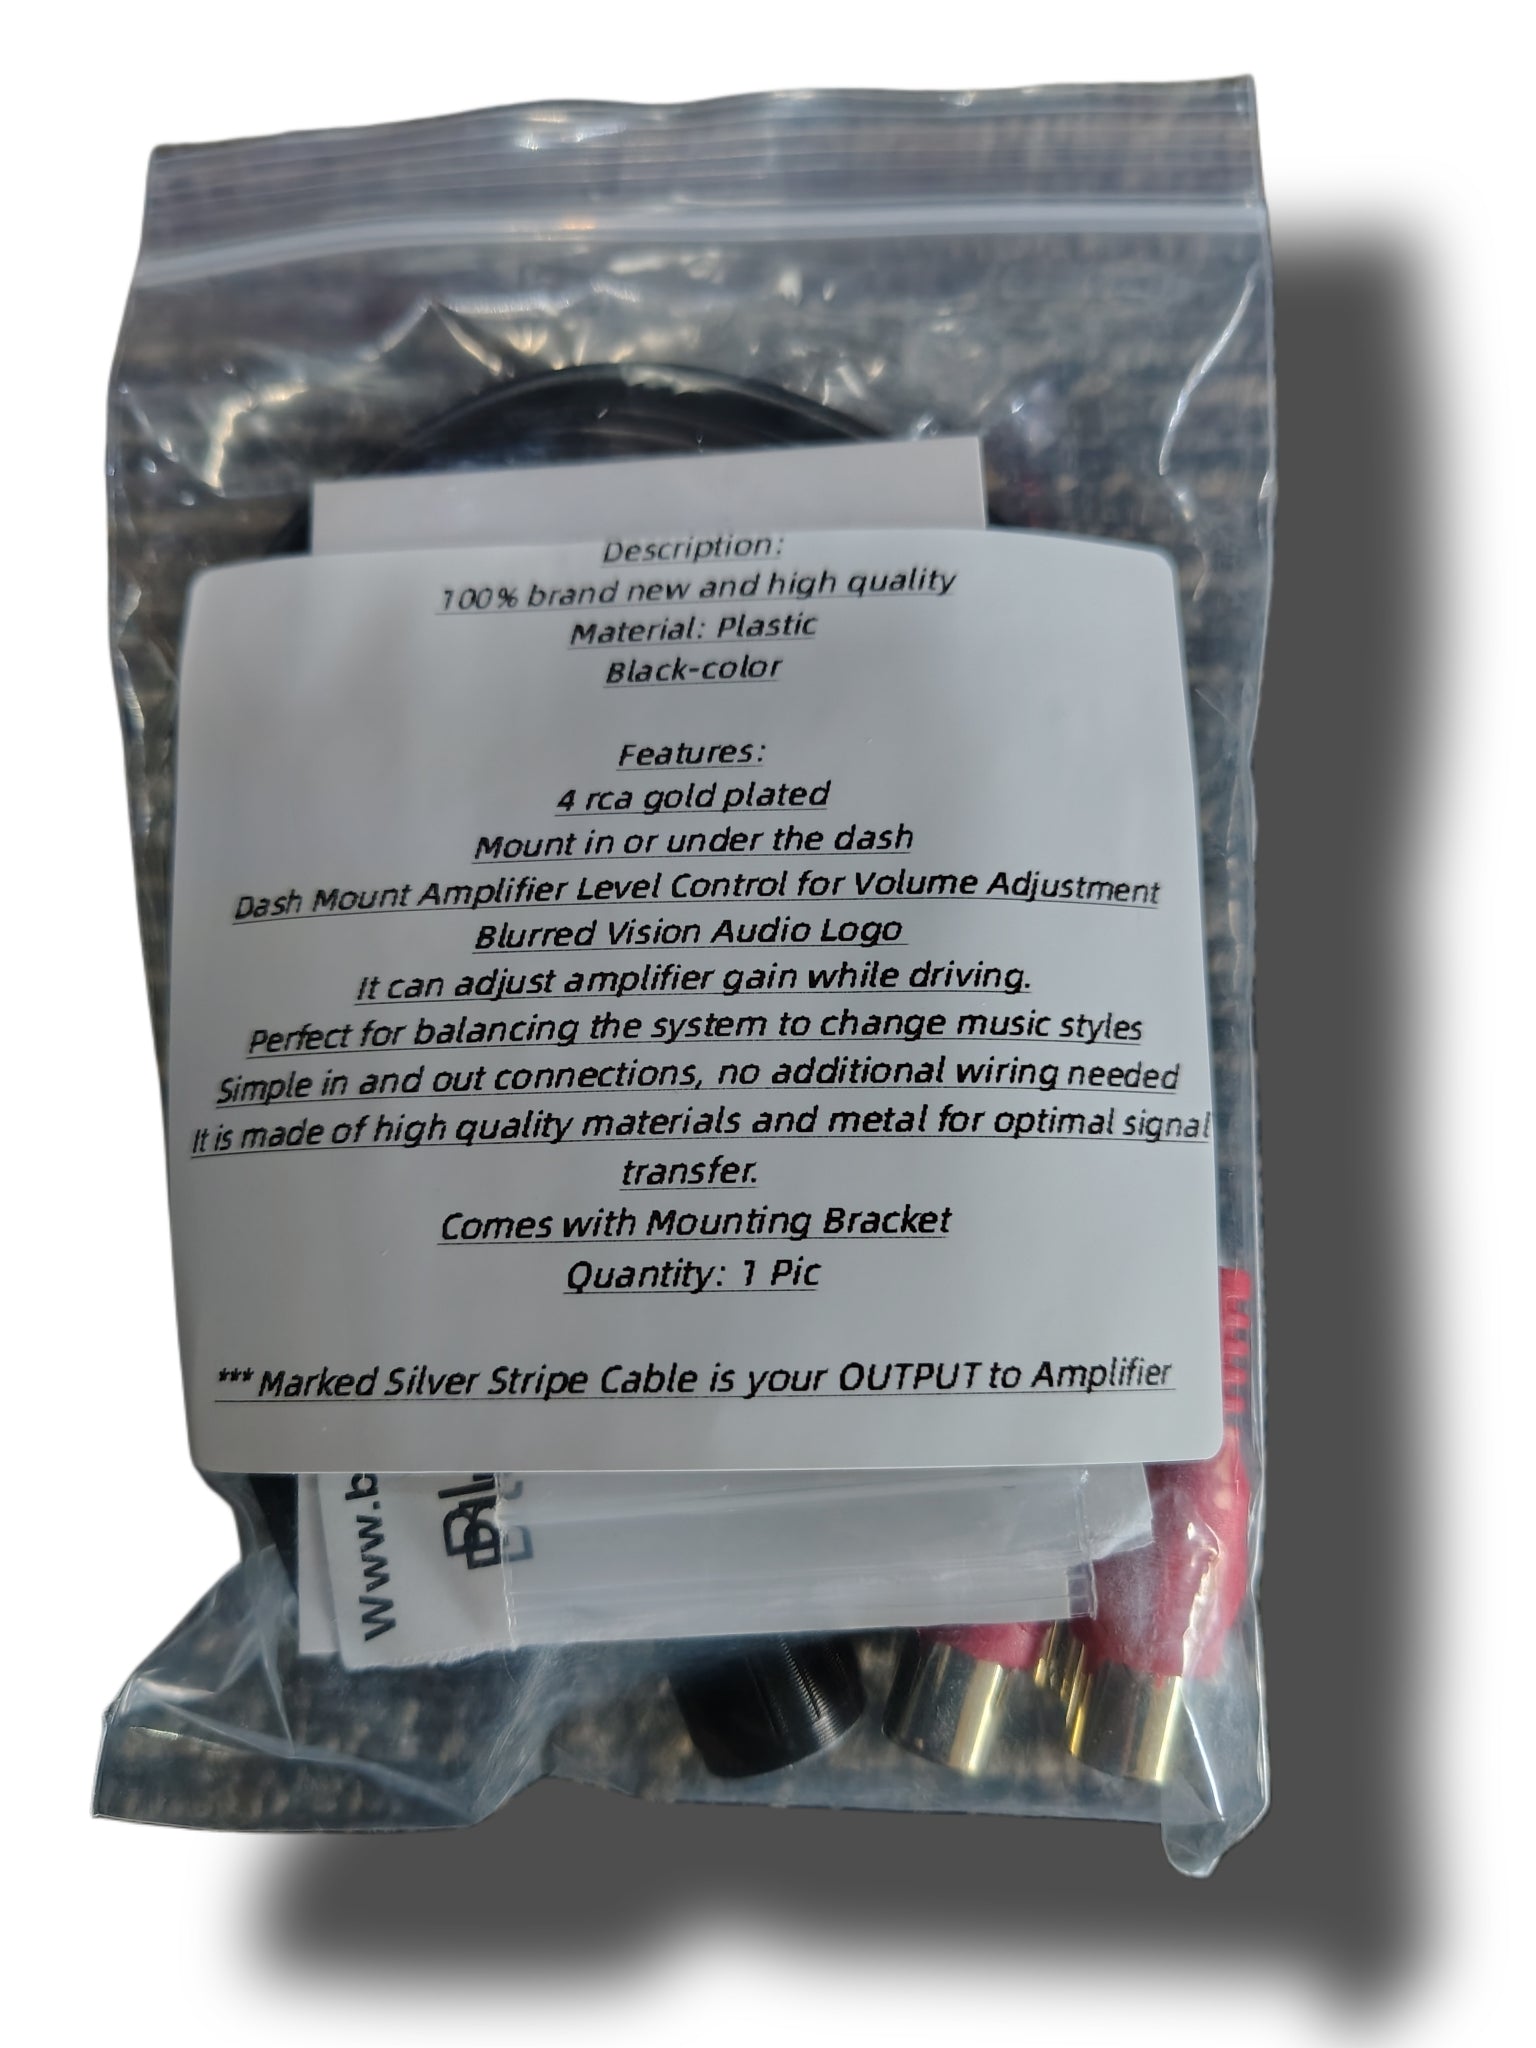 Description:
100% brand new and high quality
Material: Plastic
Black-color
Features:
4 rca gold plated
Mount in or under the dash
Dash Mount Amplifier Level Control for Volume Adjustment
Blurred Vision Audio Logo
It can adjust amplifier gain while driving.
Perfect for balancing the system to change music styles
Simple in and out connections, no additional wiring needed
It is made of high quality materials and metal for optimal signal
transfer.
Comes with Mounting Bracket
Quantity: 1 Pic
*** Marked Silver Stripe Cable is your OUTPUT to Amplifier
www.b